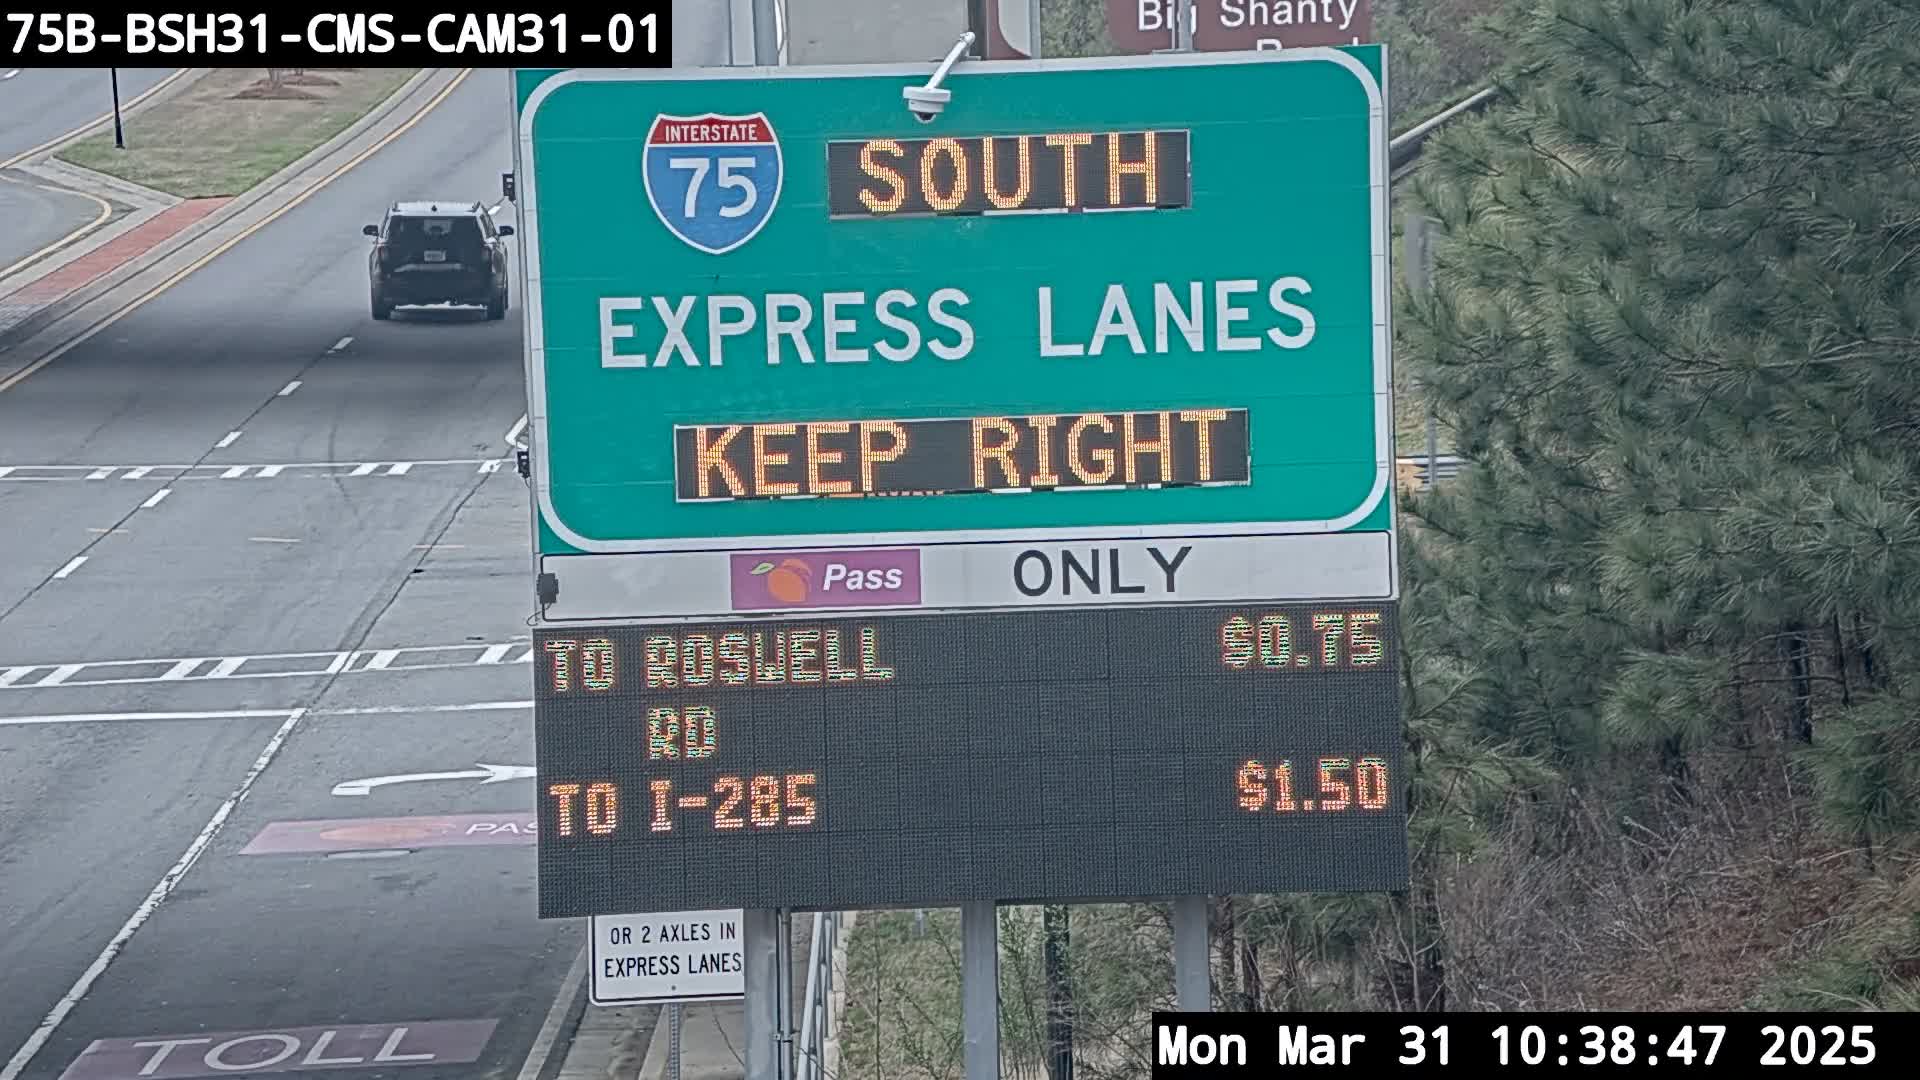 75B-BSH31-CMS-CAM31-01
Big Shanty
INTERSTATE
75
SOUTH
EXPRESS LANES
KEEP RIGHT
Pass ONLY
TO ROSWELL $0.75
RD
TO I-285 $1.50
OR 2 AXLES IN
EXPRESS LANES
TOLL
Mon Mar 31 10:38:47 2025